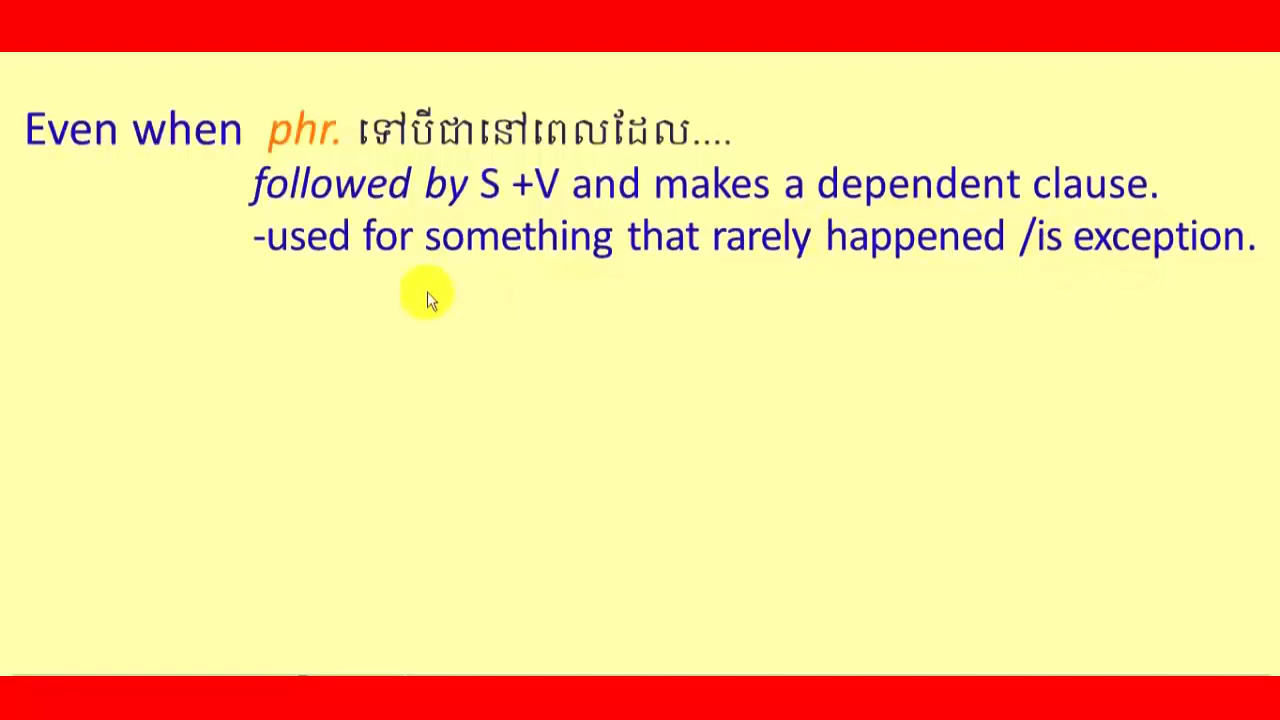 Even when phr. ទៅបីជានៅពេលដែល....
followed by S +V and makes a dependent clause.
-used for something that rarely happened /is exception.